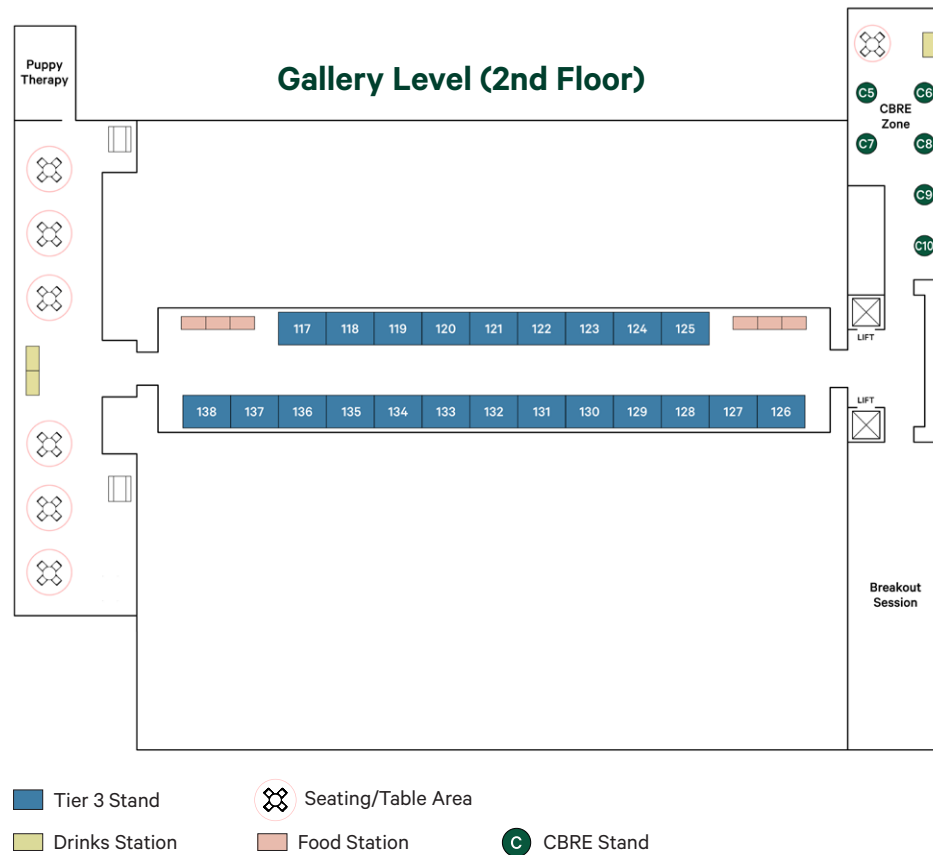 Puppy
Therapy
Gallery Level (2nd Floor)
C5
C6
CBRE
Zone
C7
C8
C9
C10
117 118 119 120 121 122 123 124 125
LIFT
LIFT
138 137 136 135 134 133 132 131 130 129 128 127 126
Breakout
Session
Tier 3 Stand
Seating/Table Area
Drinks Station
Food Station
C CBRE Stand